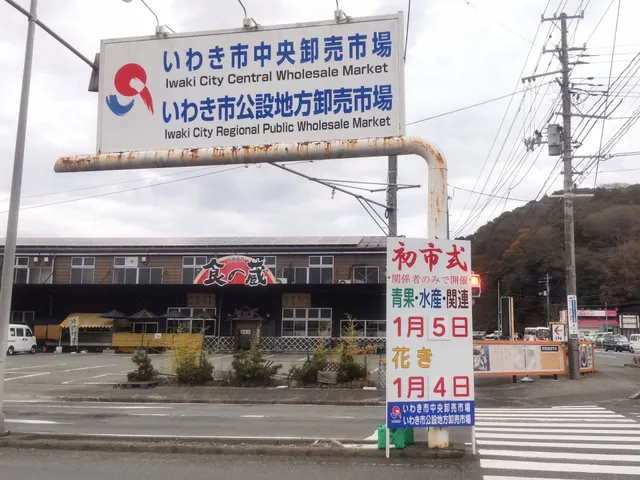 いわき市中央卸売市場
Iwaki City Central Wholesale Market
いわき市公設地方卸売市場
Iwaki City Regional Public Wholesale Market
食の蔵
初市式
関係者のみで開催
青果・水産・関連
1月5日
花き
1月4日
いわき市中央卸売市場
いわき市公設地方卸売市場